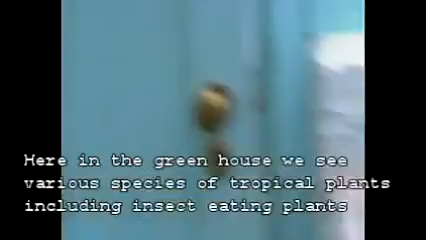 Here in the green house we see
various species of tropical plants
including insect eating plants